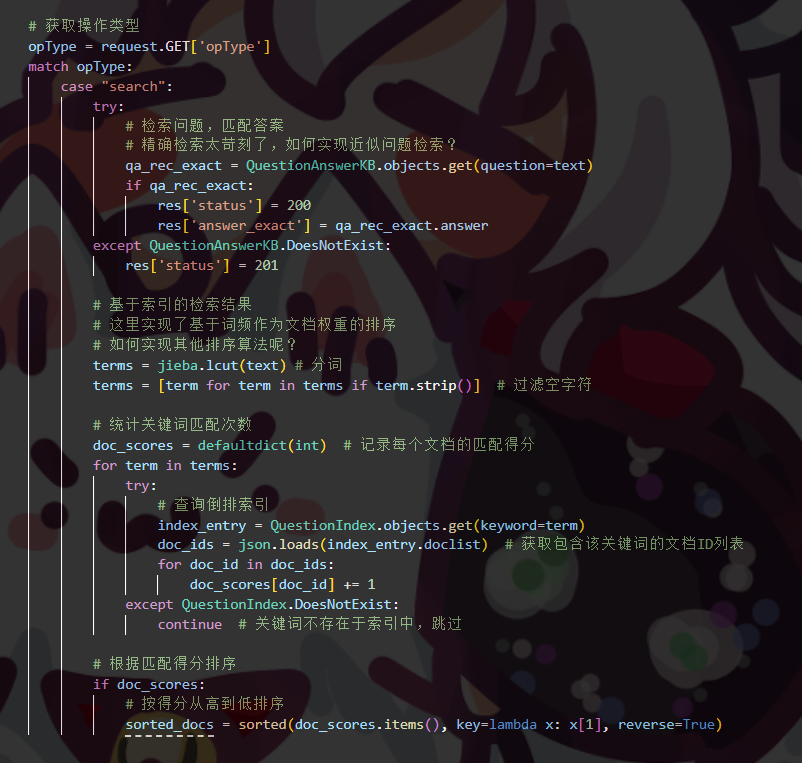 # 获取操作类型
opType = request.GET['opType']
match opType:
    case "search":
        try:
            # 检索问题，匹配答案
            # 精确检索太苛刻了，如何实现近似问题检索？
            qa_rec_exact = QuestionAnswerKB.objects.get(question=text)
            if qa_rec_exact:
                res['status'] = 200
                res['answer_exact'] = qa_rec_exact.answer
        except QuestionAnswerKB.DoesNotExist:
            res['status'] = 201
        # 基于索引的检索结果
        # 这里实现了基于词频作为文档权重的排序
        # 如何实现其他排序算法呢？
        terms = jieba.lcut(text) # 分词
        terms = [term for term in terms if term.strip()]  # 过滤空字符
        # 统计关键词匹配次数
        doc_scores = defaultdict(int)  # 记录每个文档的匹配得分
        for term in terms:
            try:
                # 查询倒排索引
                index_entry = QuestionIndex.objects.get(keyword=term)
                doc_ids = json.loads(index_entry.doclist)  # 获取包含该关键词的文档ID列表
                for doc_id in doc_ids:
                    doc_scores[doc_id] += 1
            except QuestionIndex.DoesNotExist:
                continue  # 关键词不存在于索引中，跳过
        # 根据匹配得分排序
        if doc_scores:
            # 按得分从高到低排序
            sorted_docs = sorted(doc_scores.items(), key=lambda x: x[1], reverse=True)